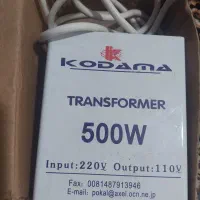 KODAMA
TRANSFORMER
500W
Input:220V Output:110V
Fax: 0081487913946
E-mail: pokal@axel.ocn.ne.jp